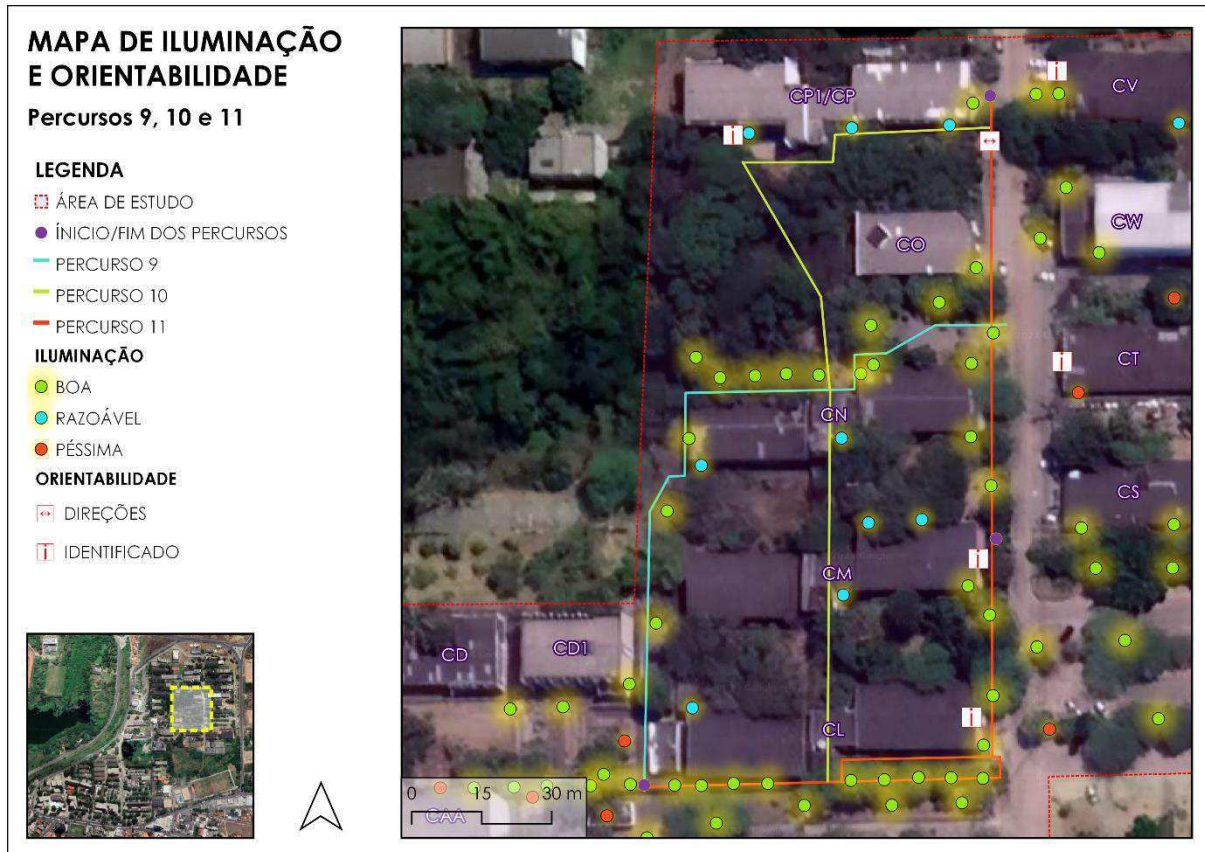 MAPA DE ILUMINAÇÃO
E ORIENTABILIDADE
Percursos 9, 10 e 11
LEGENDA
ÁREA DE ESTUDO
ÍNICIO/FIM DOS PERCURSOS
PERCURSO 9
PERCURSO 10
PERCURSO 11
ILUMINAÇÃO
BOA
RAZOÁVEL
PÉSSIMA
ORIENTABILIDADE
DIREÇÕES
i IDENTIFICADO
CP1/CP
i
CV
i
CO
CW
CT
i
CN
CS
CM
i
CD
CD1
CL
i
0 15 30 m
CAA